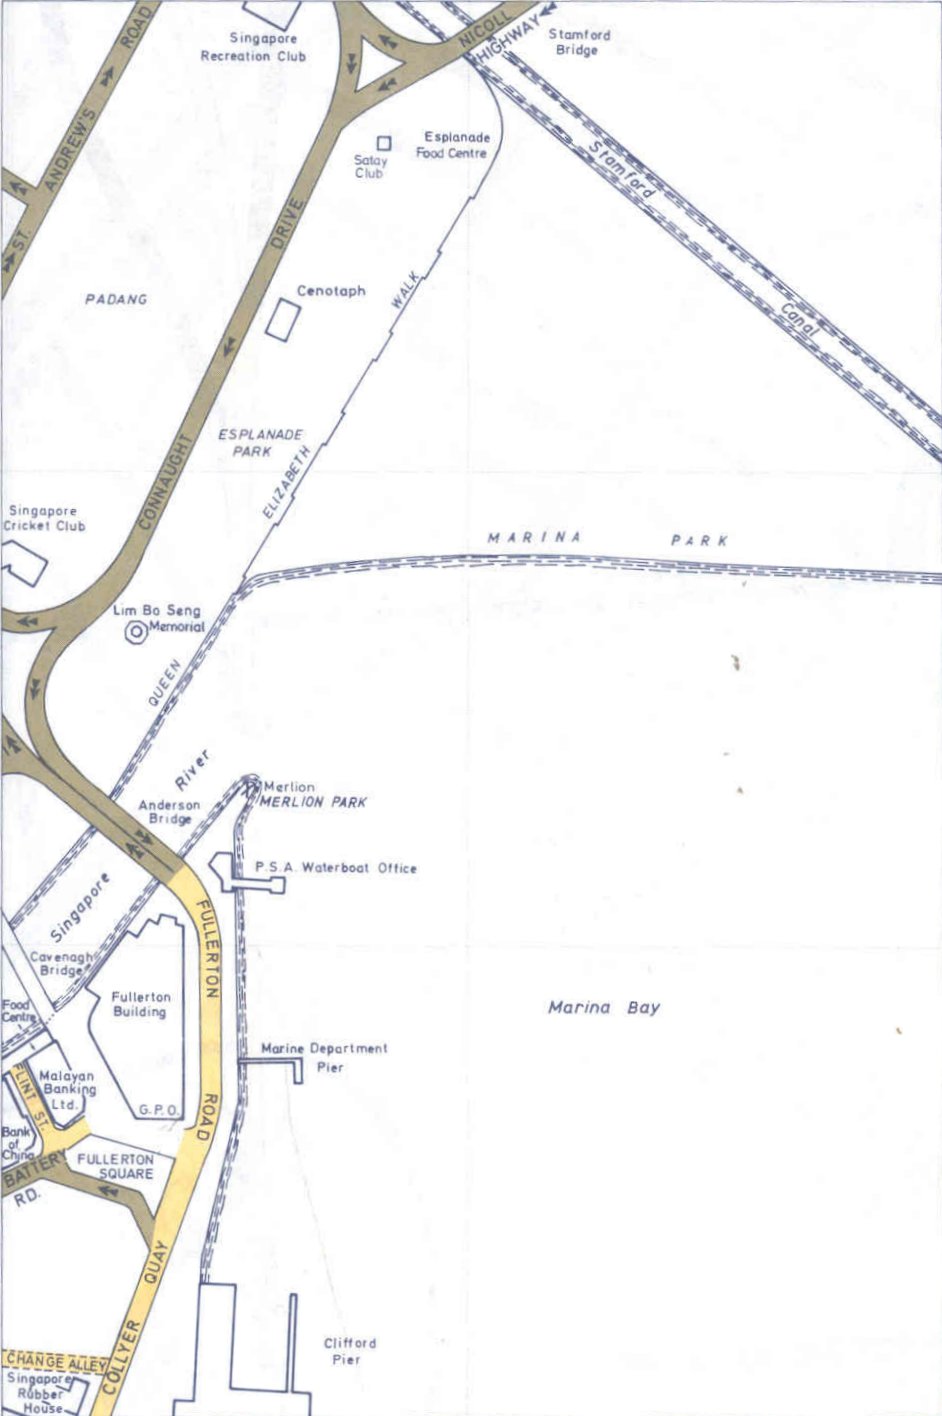 ST. ANDREW'S ROAD
Singapore
Recreation Club
NICOLL
HIGHWAY
Stamford
Bridge
Esplanade
Food Centre
Satay
Club
Stamford
Canal
CONNAUGHT DRIVE
PADANG
Cenotaph
QUEEN ELIZABETH WALK
ESPLANADE
PARK
Singapore
Cricket Club
MARINA PARK
Lim Bo Seng
Memorial
Singapore River
Merlion
MERLION PARK
Anderson
Bridge
P.S.A. Waterboat Office
FULLERTON ROAD
Cavenagh
Bridge
Fullerton
Building
Marina Bay
Food
Centre
Marine Department
Pier
Malayan
Banking
Ltd.
FLINT ST.
G.P.O.
Bank
of
China
BATTERY
RD.
FULLERTON
SQUARE
COLLYER QUAY
Clifford
Pier
CHANGE ALLEY
Singapore
Rubber
House